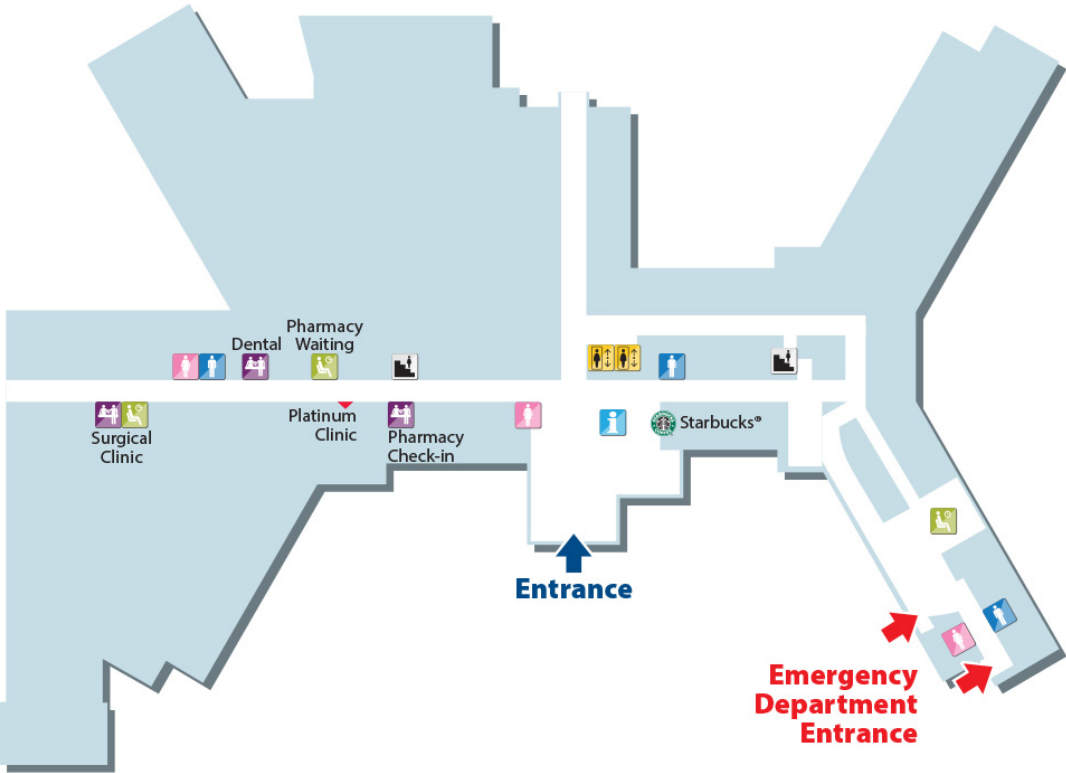 Pharmacy
Waiting
Dental
Platinum
Clinic
Pharmacy
Check-in
Surgical
Clinic
Starbucks®
Entrance
Emergency
Department
Entrance